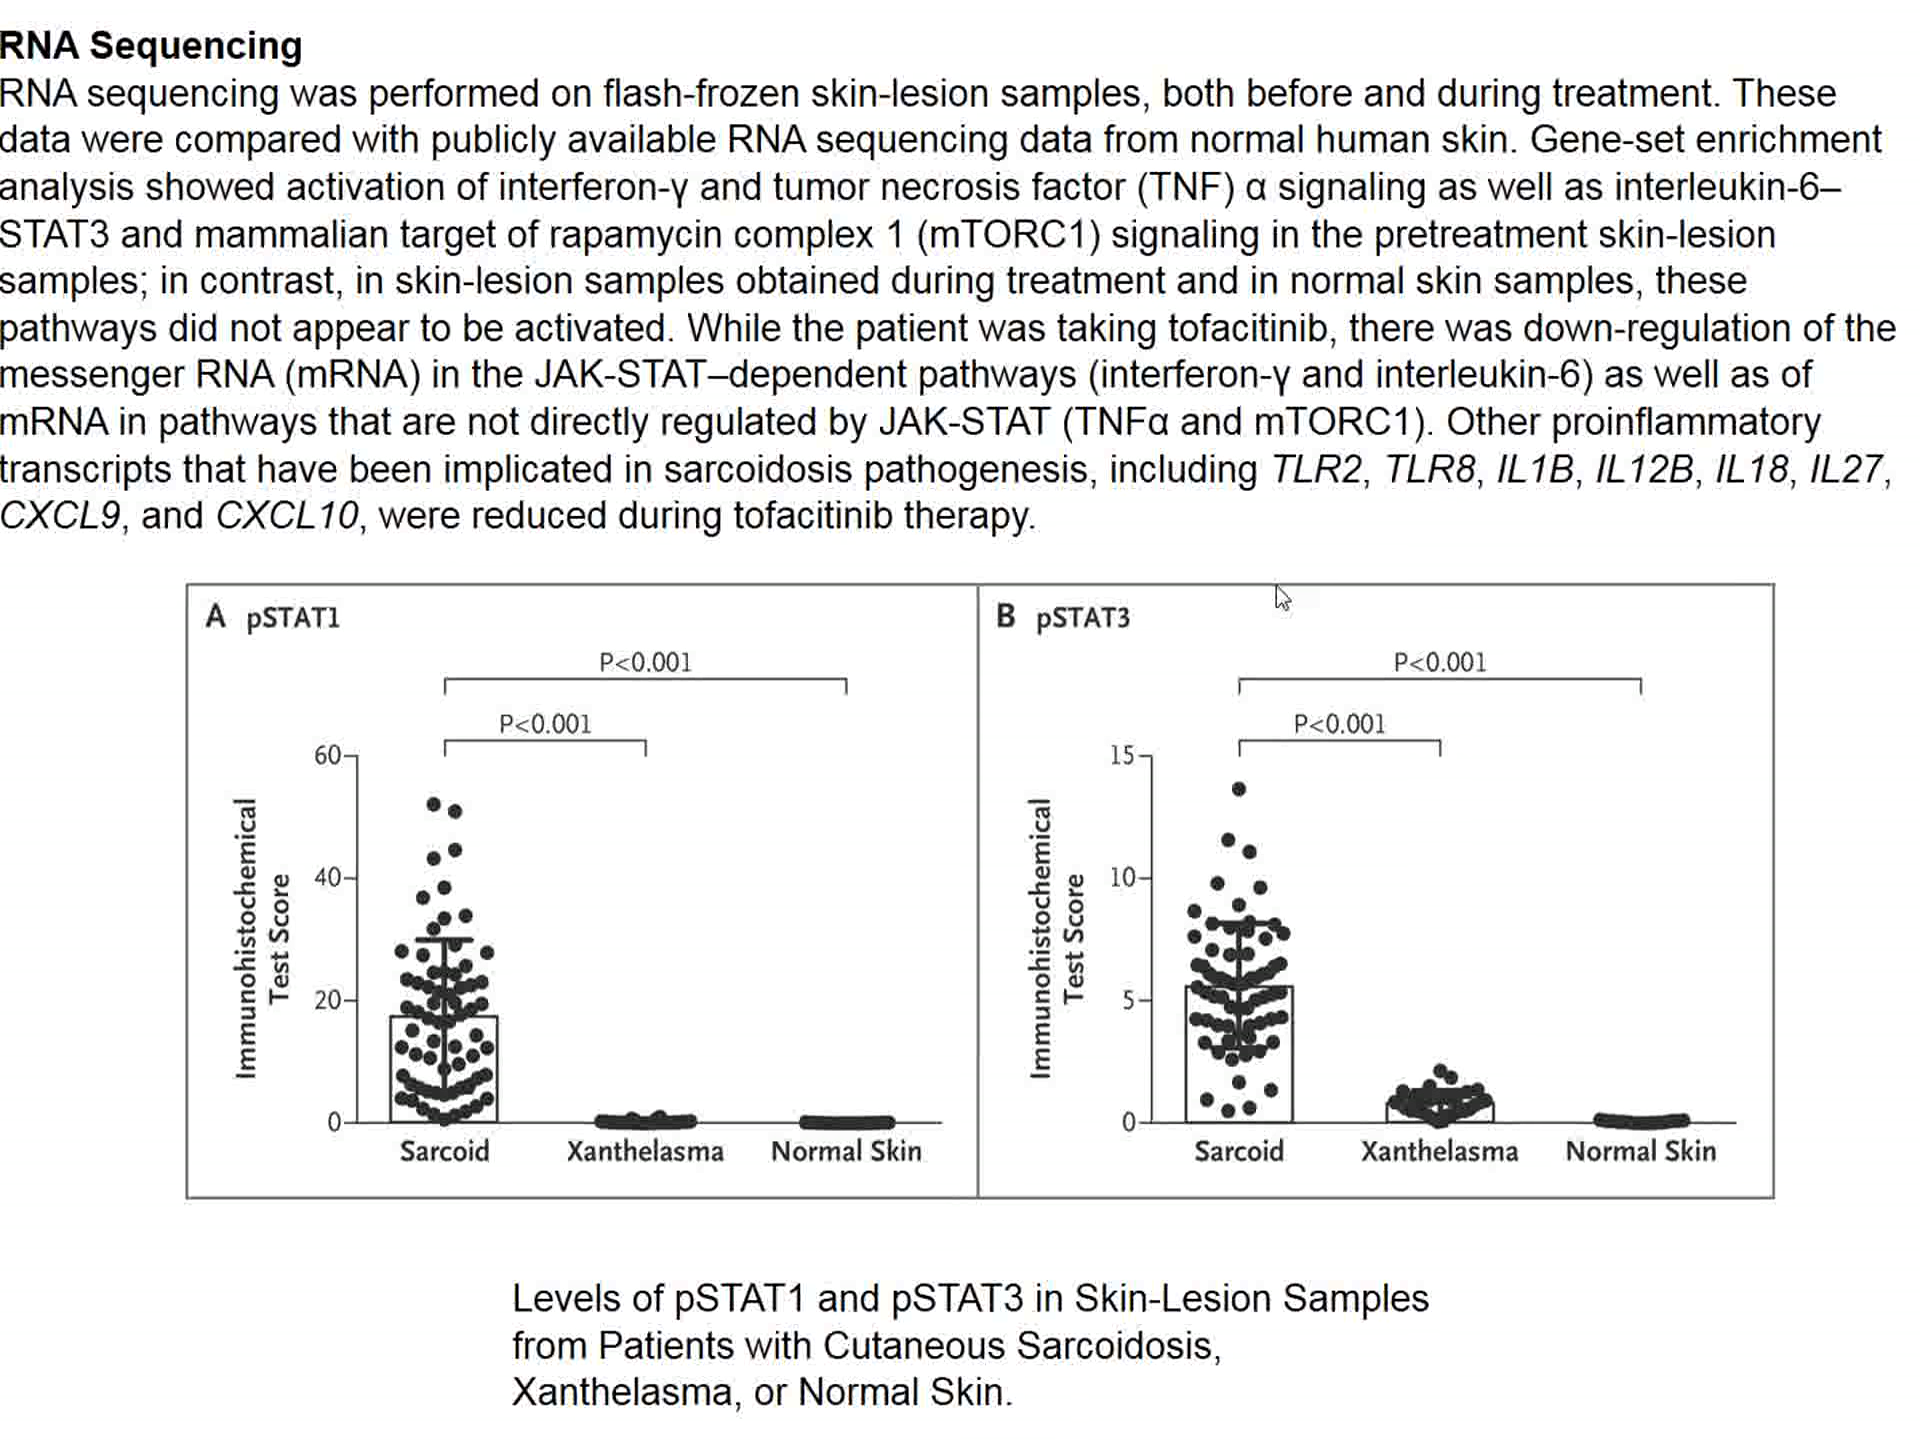 RNA Sequencing
RNA sequencing was performed on flash-frozen skin-lesion samples, both before and during treatment. These
data were compared with publicly available RNA sequencing data from normal human skin. Gene-set enrichment
analysis showed activation of interferon-γ and tumor necrosis factor (TNF) α signaling as well as interleukin-6–
STAT3 and mammalian target of rapamycin complex 1 (mTORC1) signaling in the pretreatment skin-lesion
samples; in contrast, in skin-lesion samples obtained during treatment and in normal skin samples, these
pathways did not appear to be activated. While the patient was taking tofacitinib, there was down-regulation of the
messenger RNA (mRNA) in the JAK-STAT–dependent pathways (interferon-γ and interleukin-6) as well as of
mRNA in pathways that are not directly regulated by JAK-STAT (TNFα and mTORC1). Other proinflammatory
transcripts that have been implicated in sarcoidosis pathogenesis, including TLR2, TLR8, IL1B, IL12B, IL18, IL27,
CXCL9, and CXCL10, were reduced during tofacitinib therapy.
A pSTAT1
P<0.001
P<0.001
Immunohistochemical
Test Score
60
40
20
0
Sarcoid
Xanthelasma
Normal Skin
B pSTAT3
P<0.001
P<0.001
Immunohistochemical
Test Score
15
10
5
0
Sarcoid
Xanthelasma
Normal Skin
Levels of pSTAT1 and pSTAT3 in Skin-Lesion Samples
from Patients with Cutaneous Sarcoidosis,
Xanthelasma, or Normal Skin.